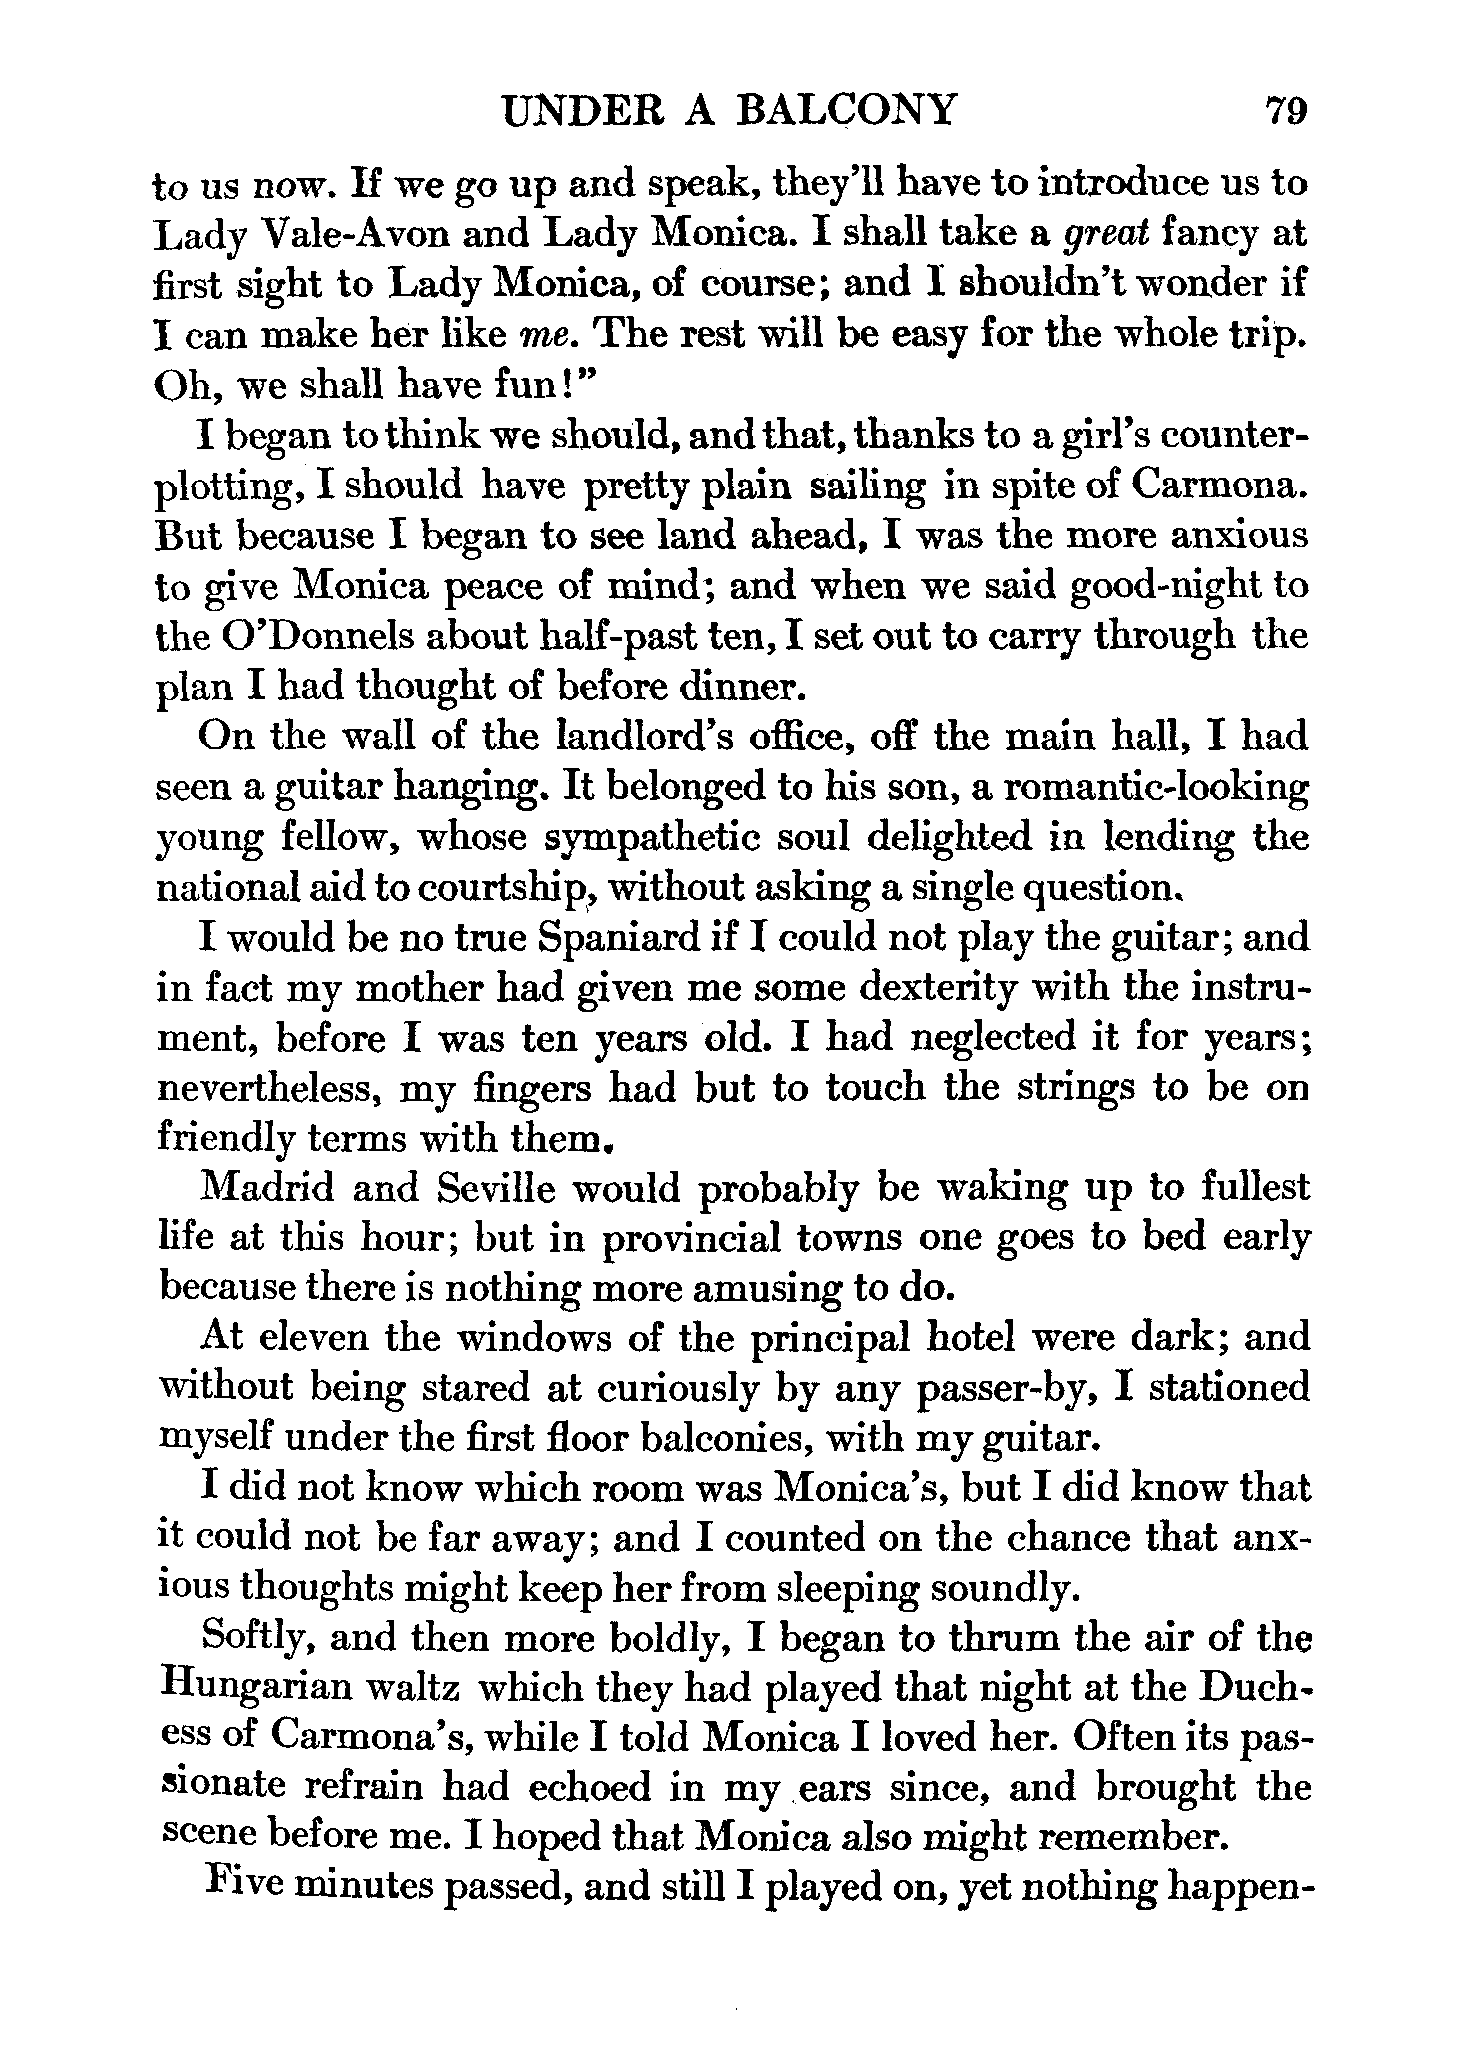 UNDER A BALCONY 79
to us now. If we go up and speak, they'll have to introduce us to
Lady Vale-Avon and Lady Monica. I shall take a great fancy at
first sight to Lady Monica, of course; and I shouldn't wonder if
I can make her like me. The rest will be easy for the whole trip.
Oh, we shall have fun!"
I began to think we should, and that, thanks to a girl's counter-
plotting, I should have pretty plain sailing in spite of Carmona.
But because I began to see land ahead, I was the more anxious
to give Monica peace of mind; and when we said good-night to
the O'Donnels about half-past ten, I set out to carry through the
plan I had thought of before dinner.
On the wall of the landlord's office, off the main hall, I had
seen a guitar hanging. It belonged to his son, a romantic-looking
young fellow, whose sympathetic soul delighted in lending the
national aid to courtship, without asking a single question.
I would be no true Spaniard if I could not play the guitar; and
in fact my mother had given me some dexterity with the instru-
ment, before I was ten years old. I had neglected it for years;
nevertheless, my fingers had but to touch the strings to be on
friendly terms with them.
Madrid and Seville would probably be waking up to fullest
life at this hour; but in provincial towns one goes to bed early
because there is nothing more amusing to do.
At eleven the windows of the principal hotel were dark; and
without being stared at curiously by any passer-by, I stationed
myself under the first floor balconies, with my guitar.
I did not know which room was Monica's, but I did know that
it could not be far away; and I counted on the chance that anx-
ious thoughts might keep her from sleeping soundly.
Softly, and then more boldly, I began to thrum the air of the
Hungarian waltz which they had played that night at the Duch-
ess of Carmona's, while I told Monica I loved her. Often its pas-
sionate refrain had echoed in my ears since, and brought the
scene before me. I hoped that Monica also might remember.
Five minutes passed, and still I played on, yet nothing happen-